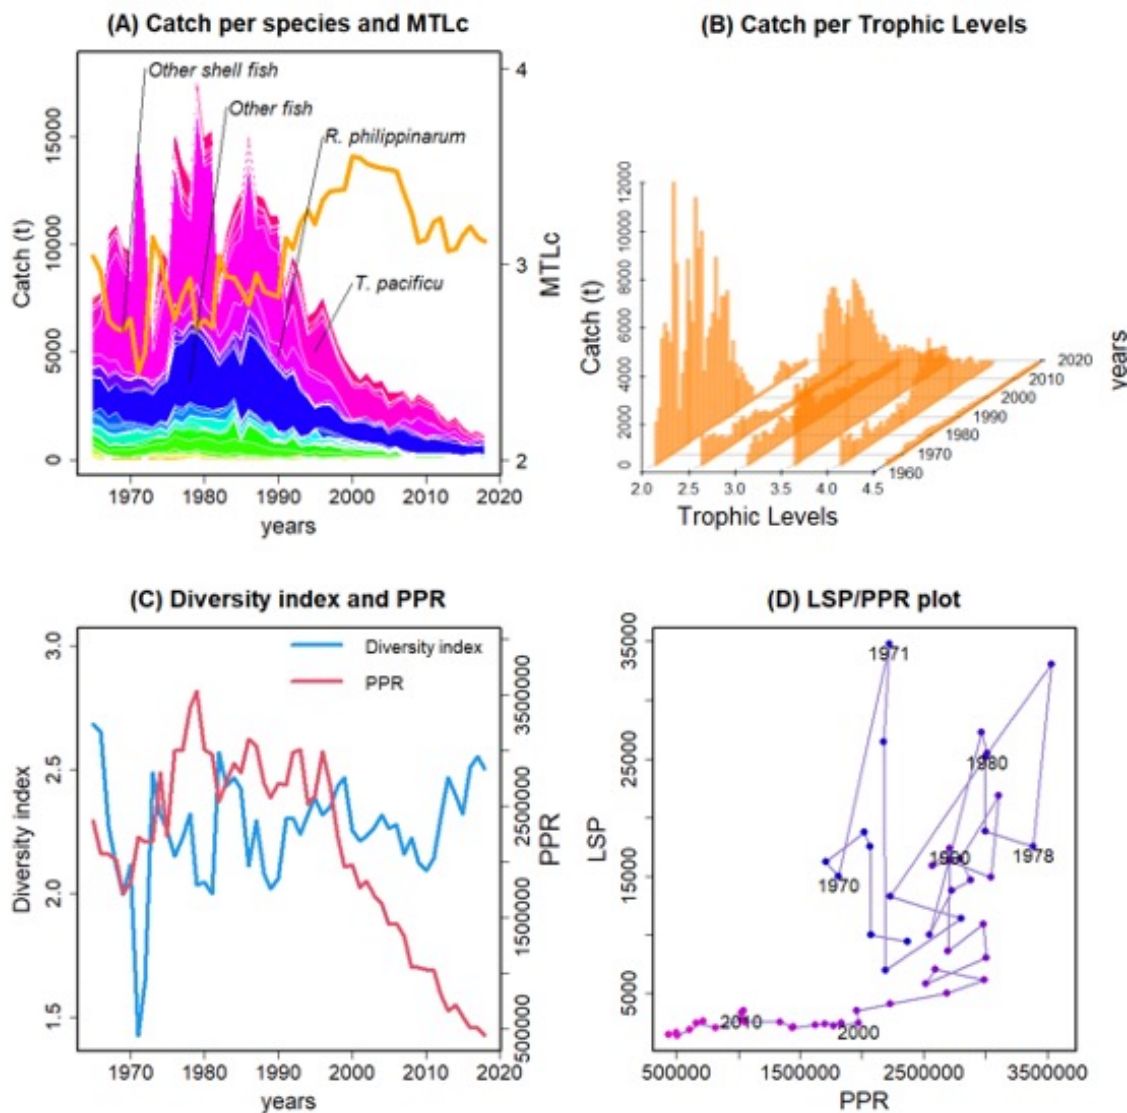 (A) Catch per species and MTLc
Catch (t)
0 5000 10000 15000
Other shell fish
Other fish
R. philippinarum
T. pacificu
2 3 4
MTLc
1970 1980 1990 2000 2010 2020
years
(B) Catch per Trophic Levels
Catch (t)
0 2000 4000 6000 8000 10000 12000
2.0 2.5 3.0 3.5 4.0 4.5
Trophic Levels
1960 1970 1980 1990 2000 2010 2020
years
(C) Diversity index and PPR
Diversity index
1.5 2.0 2.5 3.0
Diversity index
PPR
500000 1500000 2500000 3500000
PPR
1970 1980 1990 2000 2010 2020
years
(D) LSP/PPR plot
LSP
5000 15000 25000 35000
1971
1980
1990
1978
1970
2010
2000
500000 1500000 2500000 3500000
PPR